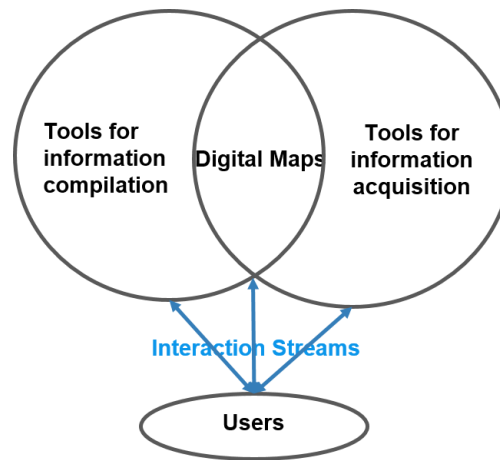 Tools for
information
compilation
Digital Maps
Tools for
information
acquisition
Interaction Streams
Users